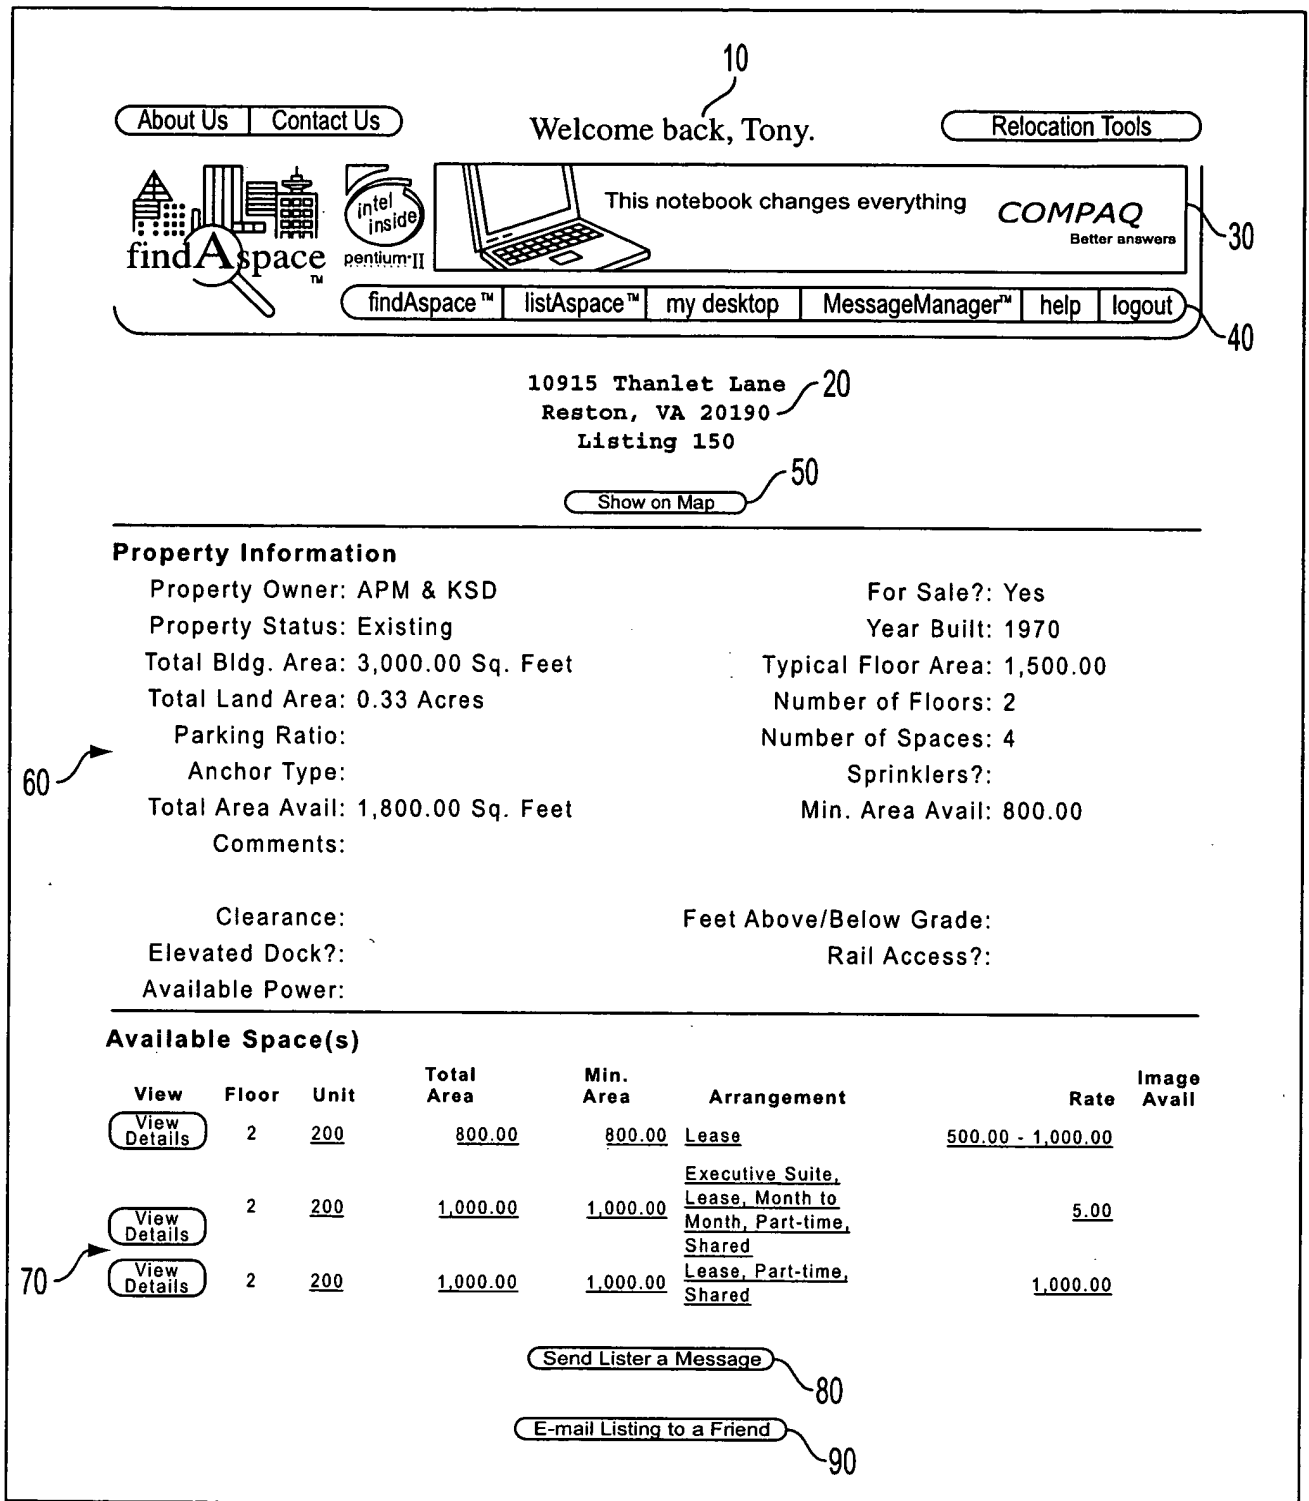 10
About Us Contact Us Welcome back, Tony. Relocation Tools
findAspace™
intel inside
pentium·II
This notebook changes everything
COMPAQ
Better answers
30
findAspace™ listAspace™ my desktop MessageManager™ help logout
40
10915 Thanlet Lane 20
Reston, VA 20190
Listing 150
50
Show on Map
Property Information
Property Owner: APM & KSD For Sale?: Yes
Property Status: Existing Year Built: 1970
Total Bldg. Area: 3,000.00 Sq. Feet Typical Floor Area: 1,500.00
Total Land Area: 0.33 Acres Number of Floors: 2
Parking Ratio: Number of Spaces: 4
60
Anchor Type: Sprinklers?:
Total Area Avail: 1,800.00 Sq. Feet Min. Area Avail: 800.00
Comments:
Clearance: Feet Above/Below Grade:
Elevated Dock?: Rail Access?:
Available Power:
Available Space(s)
View Floor Unit Total Area Min. Area Arrangement Rate Image Avail
View Details 2 200 800.00 800.00 Lease 500.00 - 1,000.00
View Details 2 200 1,000.00 1,000.00 Executive Suite, Lease, Month to Month, Part-time, Shared 5.00
70
View Details 2 200 1,000.00 1,000.00 Lease, Part-time, Shared 1,000.00
Send Lister a Message
80
E-mail Listing to a Friend
90